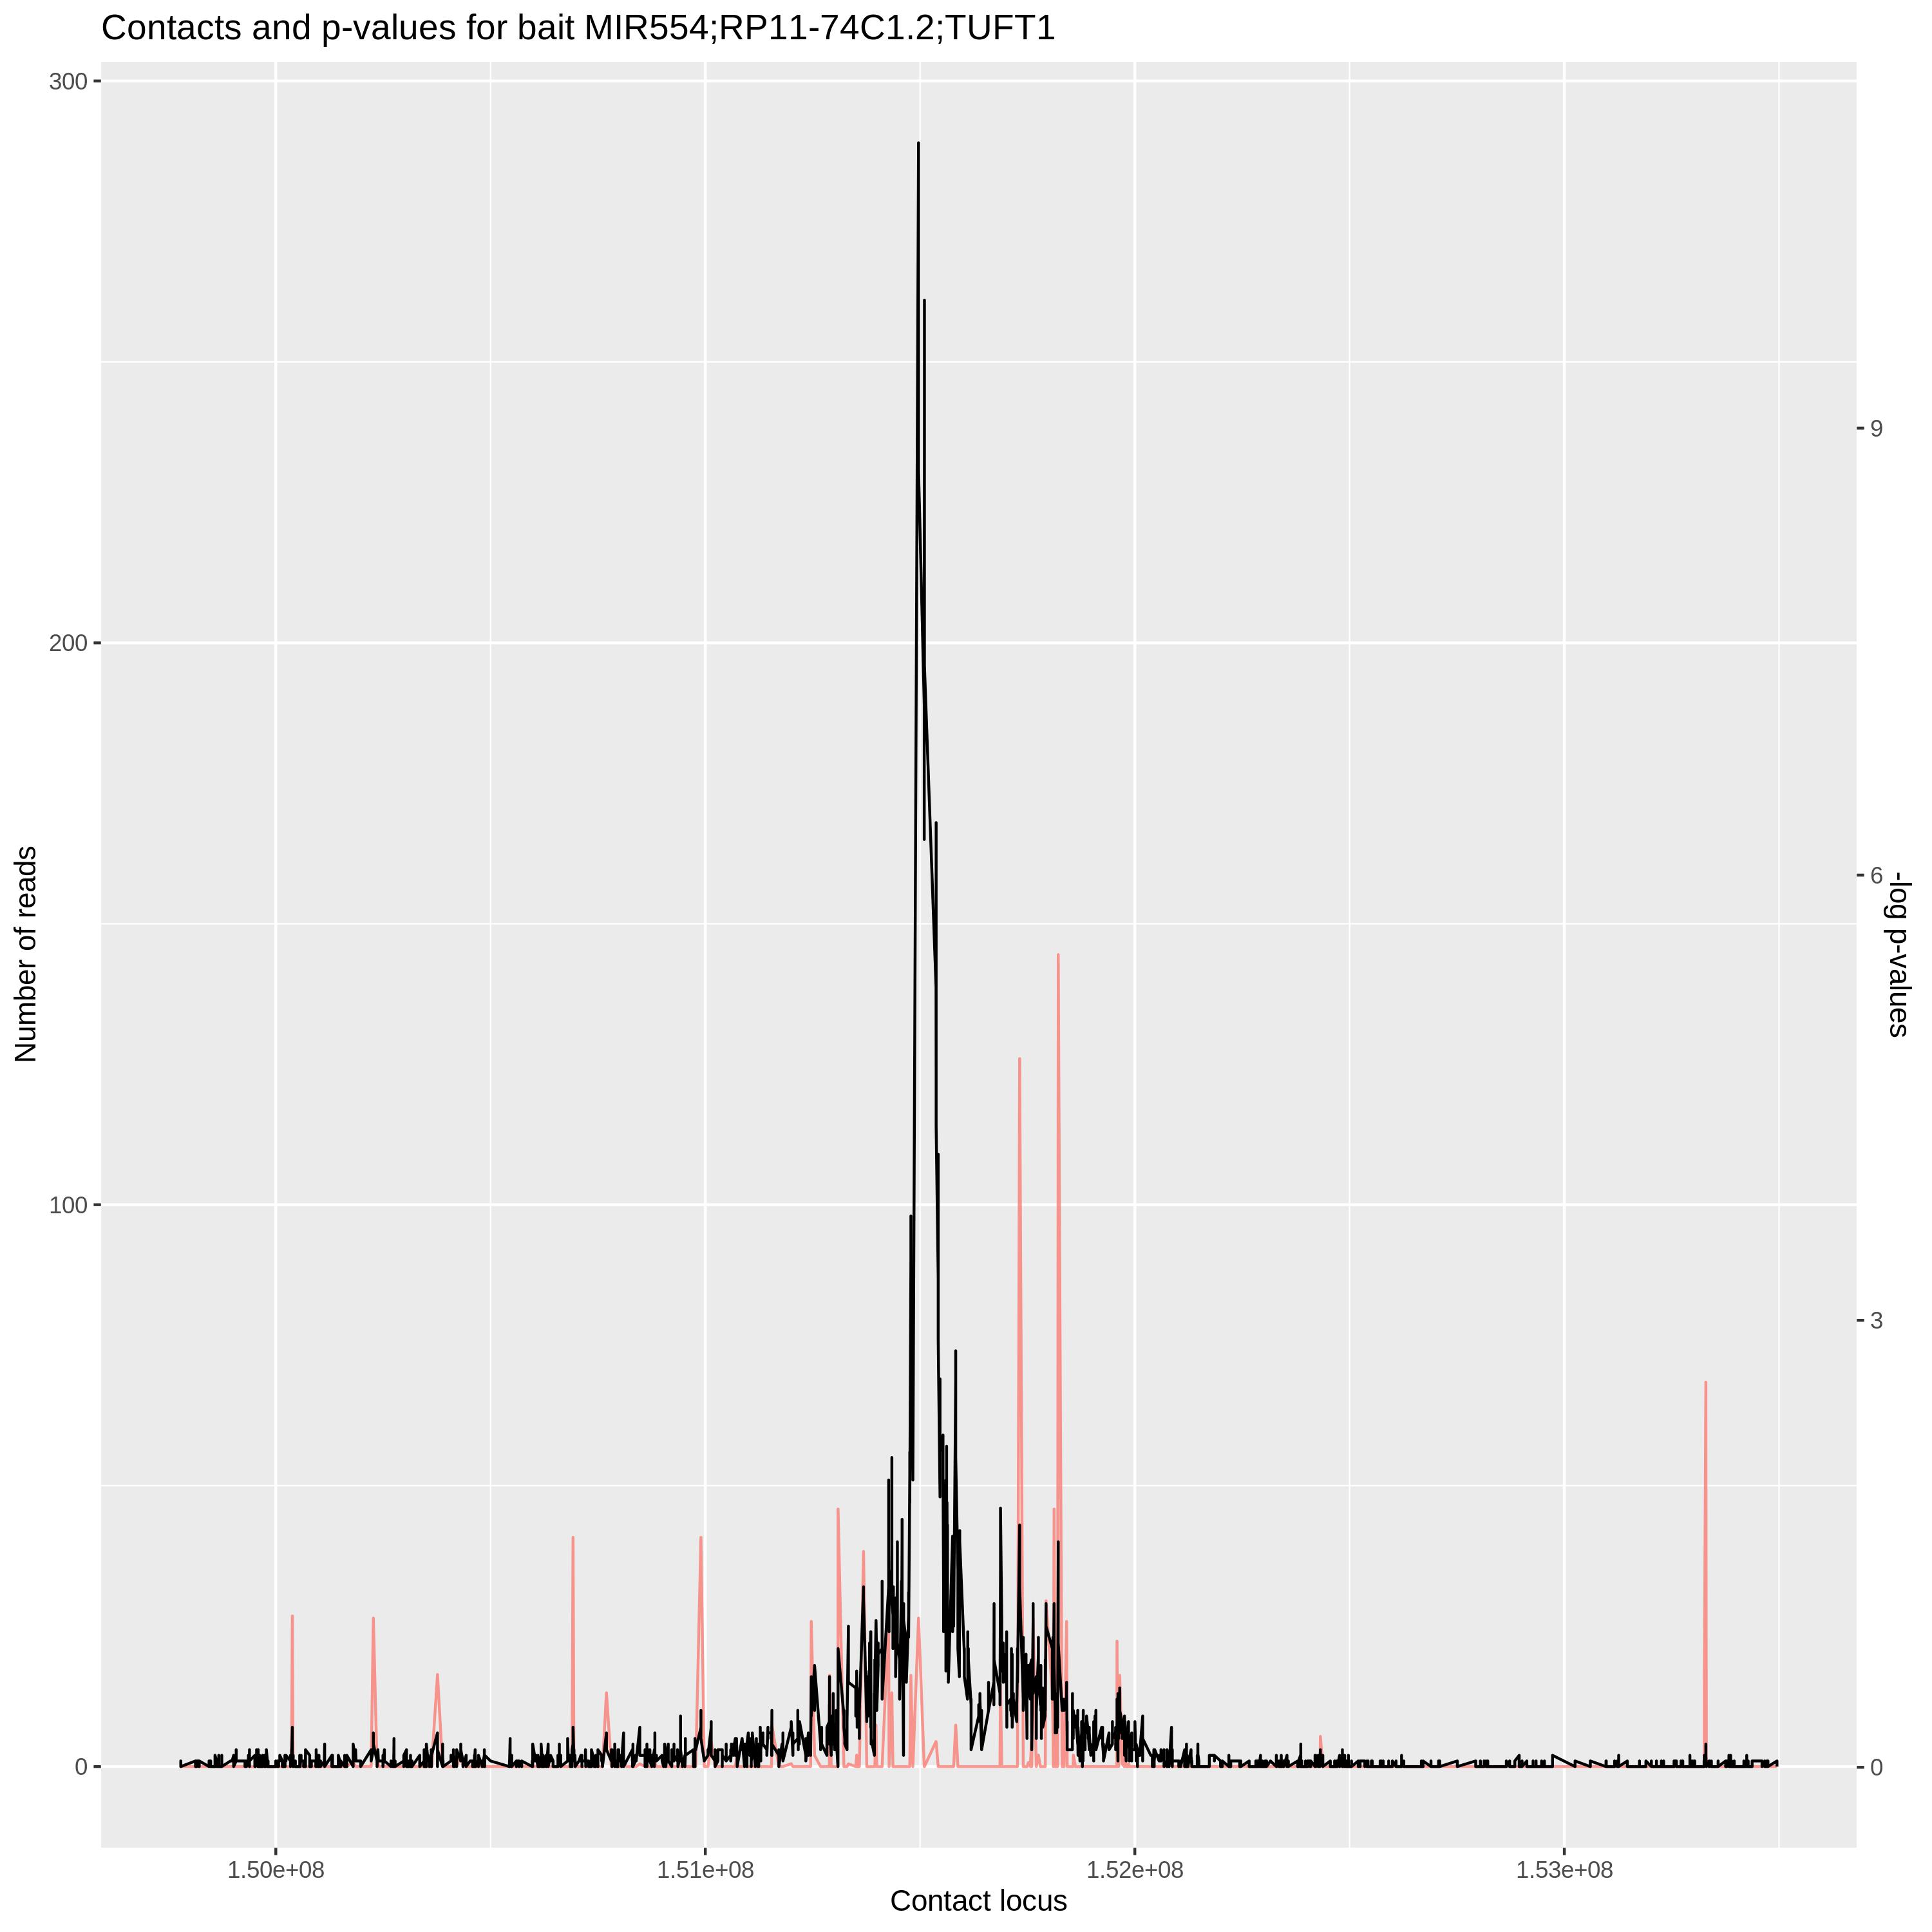 Contacts and p-values for bait MIR554;RP11-74C1.2;TUFT1
300
200
100
0
Number of reads
9
6
3
0
-log p-values
1.50e+08 1.51e+08 1.52e+08 1.53e+08
Contact locus